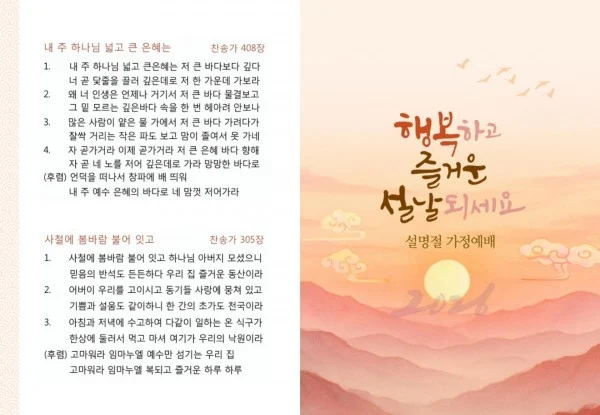 내 주 하나님 넓고 큰 은혜는 찬송가 408장
1. 내 주 하나님 넓고 큰은혜는 저 큰 바다보다 깊다
너 곧 닻줄을 끌러 깊은데로 저 한 가운데 가보라
2. 왜 너 인생은 언제나 거기서 저 큰 바다 물결보고
그 밑 모르는 깊은바다 속을 한 번 헤아려 안보나
3. 많은 사람이 얕은 물 가에서 저 큰 바다 가려다가
찰싹 거리는 작은 파도 보고 맘이 졸여서 못 가네
4. 자 곧가거라 이제 곧가거라 저 큰 은혜 바다 향해
자 곧 네 노를 저어 깊은데로 가라 망망한 바다로
(후렴) 언덕을 떠나서 창파에 배 띄워
내 주 예수 은혜의 바다로 네 맘껏 저어가라
사철에 봄바람 불어 잇고 찬송가 305장
1. 사철에 봄바람 불어 잇고 하나님 아버지 모셨으니
믿음의 반석도 든든하다 우리 집 즐거운 동산이라
2. 어버이 우리를 고이시고 동기들 사랑에 뭉쳐 있고
기쁨과 설움도 같이하니 한 간의 초가도 천국이라
3. 아침과 저녁에 수고하여 다같이 일하는 온 식구가
한상에 둘러서 먹고 마셔 여기가 우리의 낙원이라
(후렴) 고마워라 임마누엘 예수만 섬기는 우리 집
고마워라 임마누엘 복되고 즐거운 하루 하루
행복하고
즐거운
설날 되세요
설명절 가정예배
2026